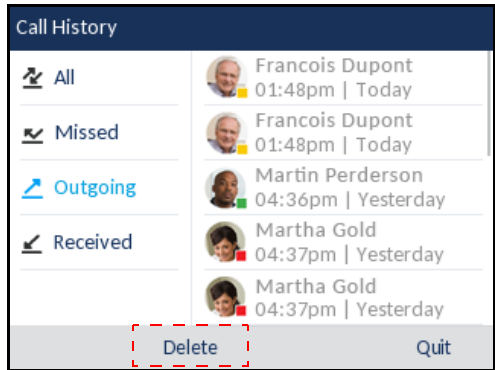 Call History
All
Missed
Outgoing
Received
Francois Dupont
01:48pm | Today
Francois Dupont
01:48pm | Today
Martin Perderson
04:36pm | Yesterday
Martha Gold
04:37pm | Yesterday
Martha Gold
04:37pm | Yesterday
Delete
Quit